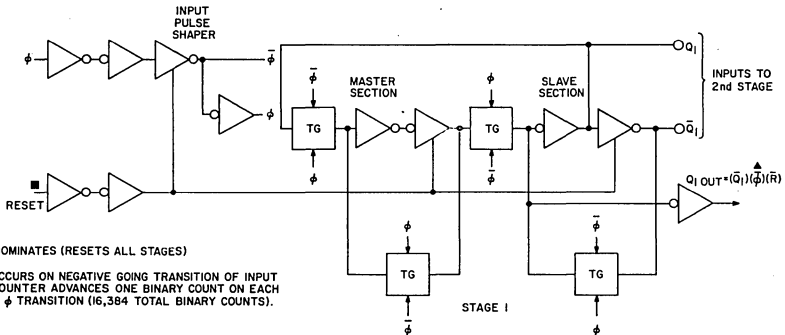 INPUT
PULSE
SHAPER
φ
φ̄
φ
RESET
MASTER
SECTION
SLAVE
SECTION
φ̄
TG
φ
φ
TG
φ̄
φ
TG
φ̄
φ̄
TG
φ
Q1
Q̄1
INPUTS TO
2nd STAGE
Q1 OUT=(Q̄1)(φ̄)(R̄)
STAGE 1
OMINATES (RESETS ALL STAGES)
CCURS ON NEGATIVE GOING TRANSITION OF INPUT
OUNTER ADVANCES ONE BINARY COUNT ON EACH
φ TRANSITION (16,384 TOTAL BINARY COUNTS).